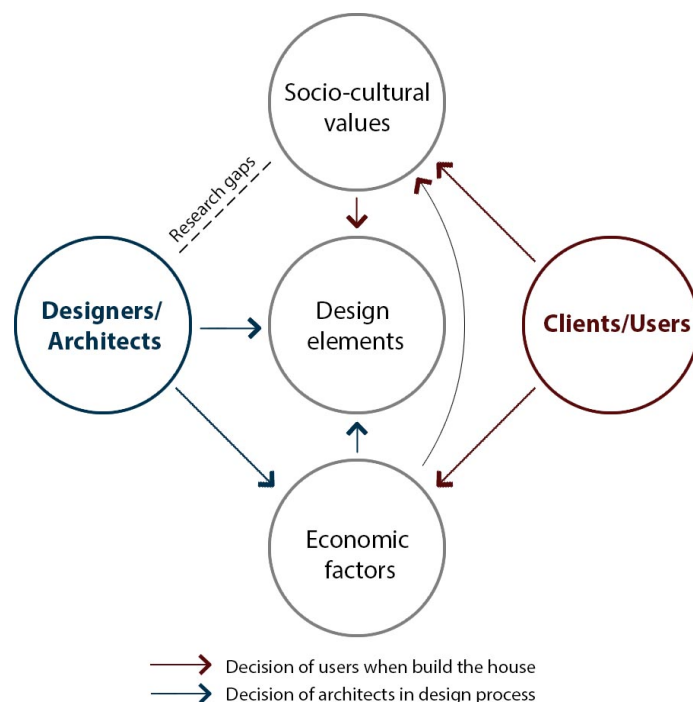 Socio-cultural
values
Research gaps
Designers/
Architects
Design
elements
Clients/Users
Economic
factors
Decision of users when build the house
Decision of architects in design process